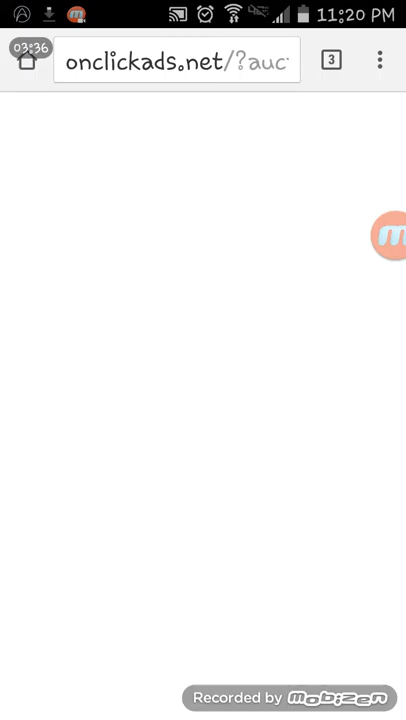 11:20 PM
03:36
onclickads.net/?auc
3
m
Recorded by Mobizen